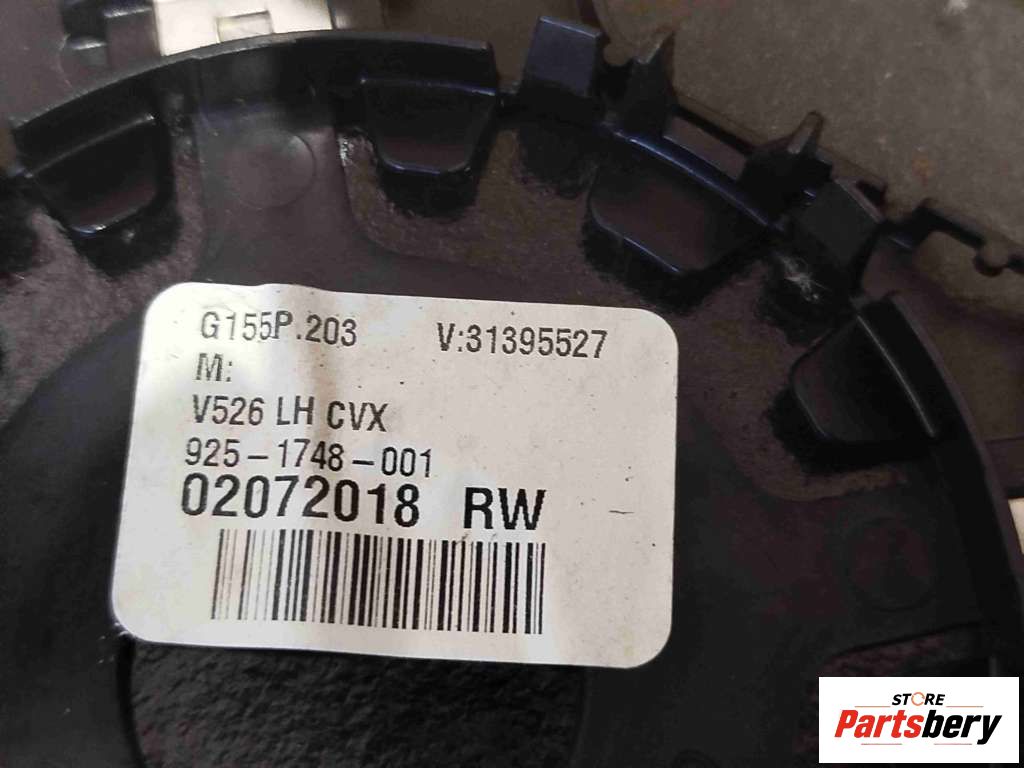 G155P.203 V:31395527
M:
V526 LH CVX
925-1748-001
02072018 RW
STORE
Partsbery